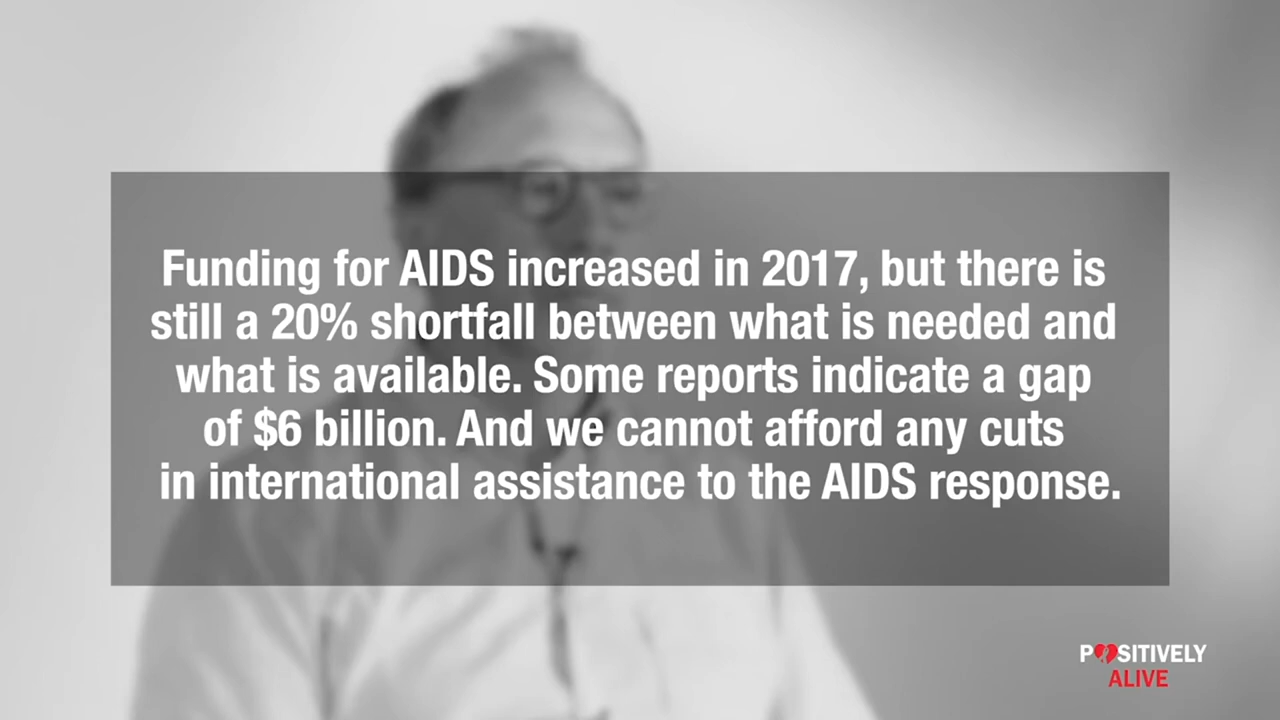 Funding for AIDS increased in 2017, but there is
still a 20% shortfall between what is needed and
what is available. Some reports indicate a gap
of $6 billion. And we cannot afford any cuts
in international assistance to the AIDS response.
POSITIVELY
ALIVE